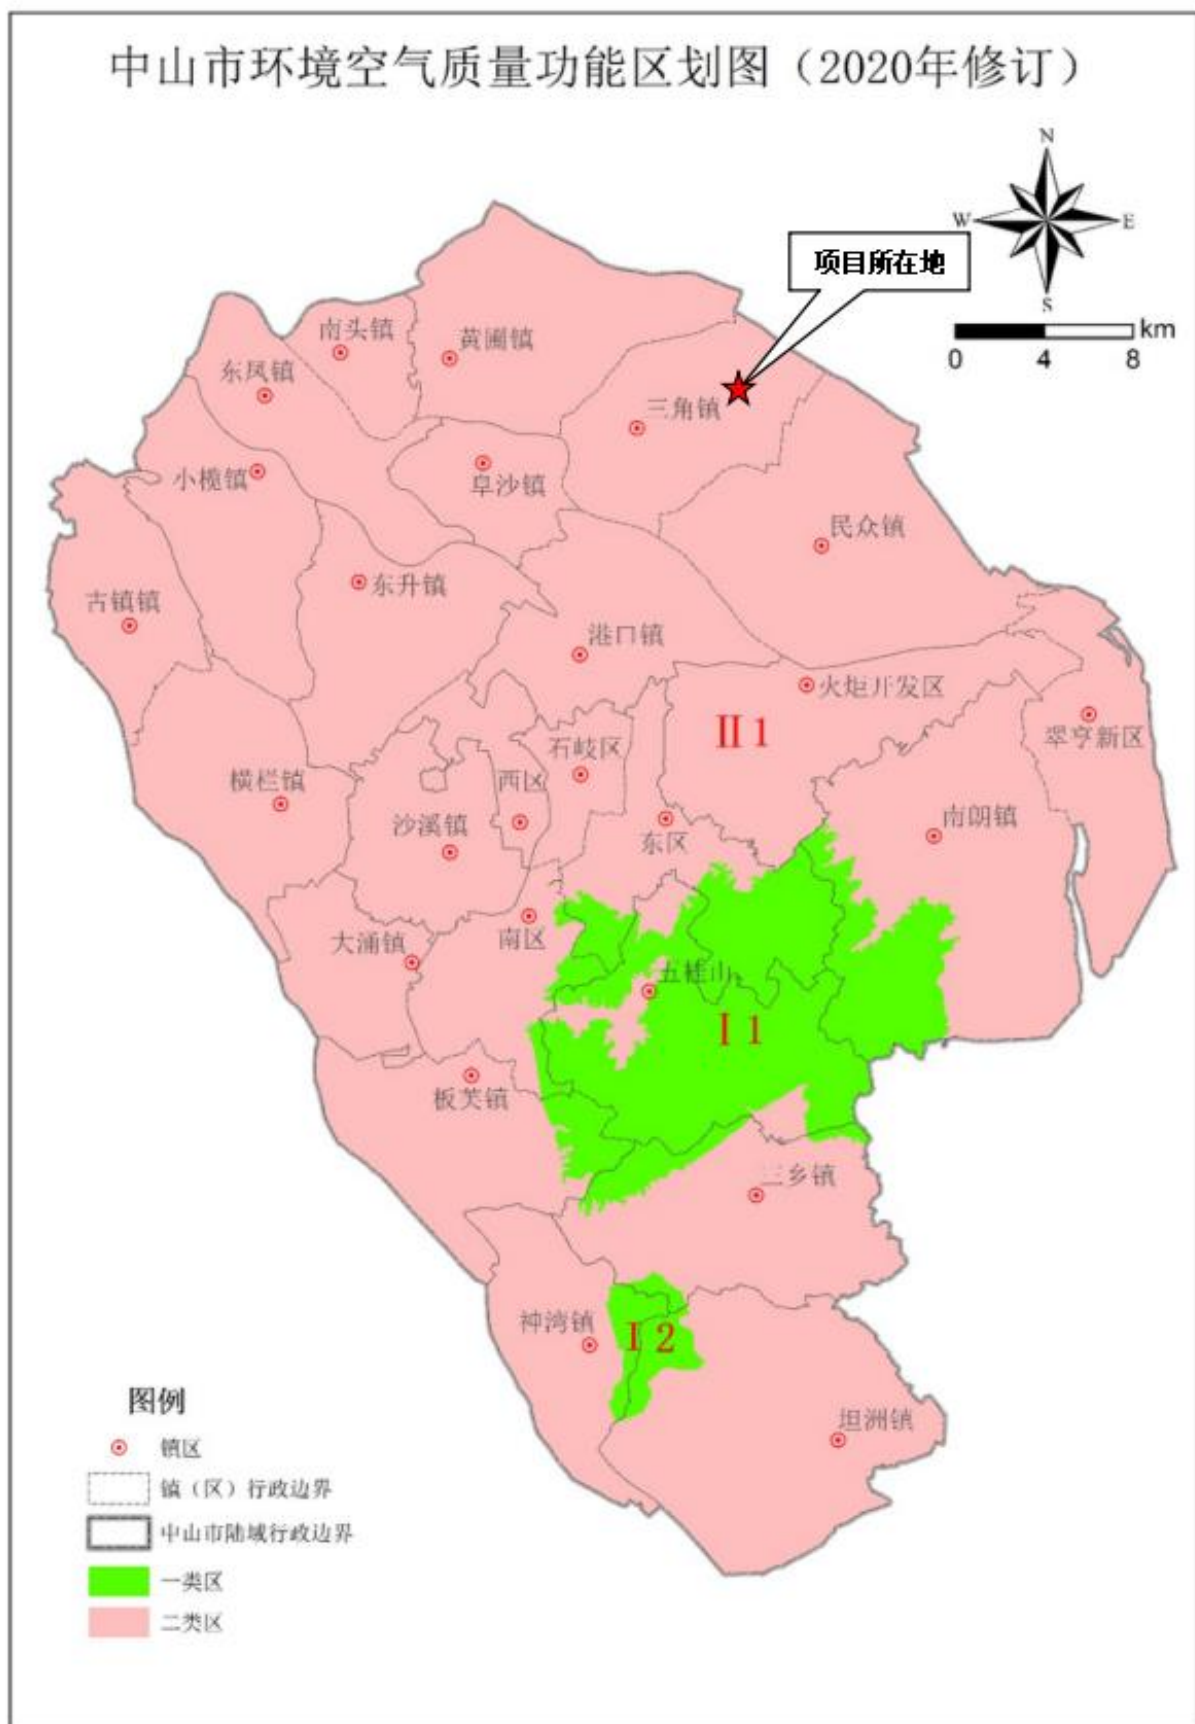 中山市环境空气质量功能区划图（2020年修订）
N
W
E
S
项目所在地
km
0 4 8
南头镇
黄圃镇
东凤镇
三角镇
小榄镇
阜沙镇
民众镇
东升镇
古镇镇
港口镇
火炬开发区
Ⅱ1
翠亨新区
石岐区
横栏镇
西区
沙溪镇
东区
南朗镇
大涌镇
南区
五桂山
Ⅰ1
板芙镇
三乡镇
神湾镇
Ⅰ2
坦洲镇
图例
镇区
镇（区）行政边界
中山市陆域行政边界
一类区
二类区